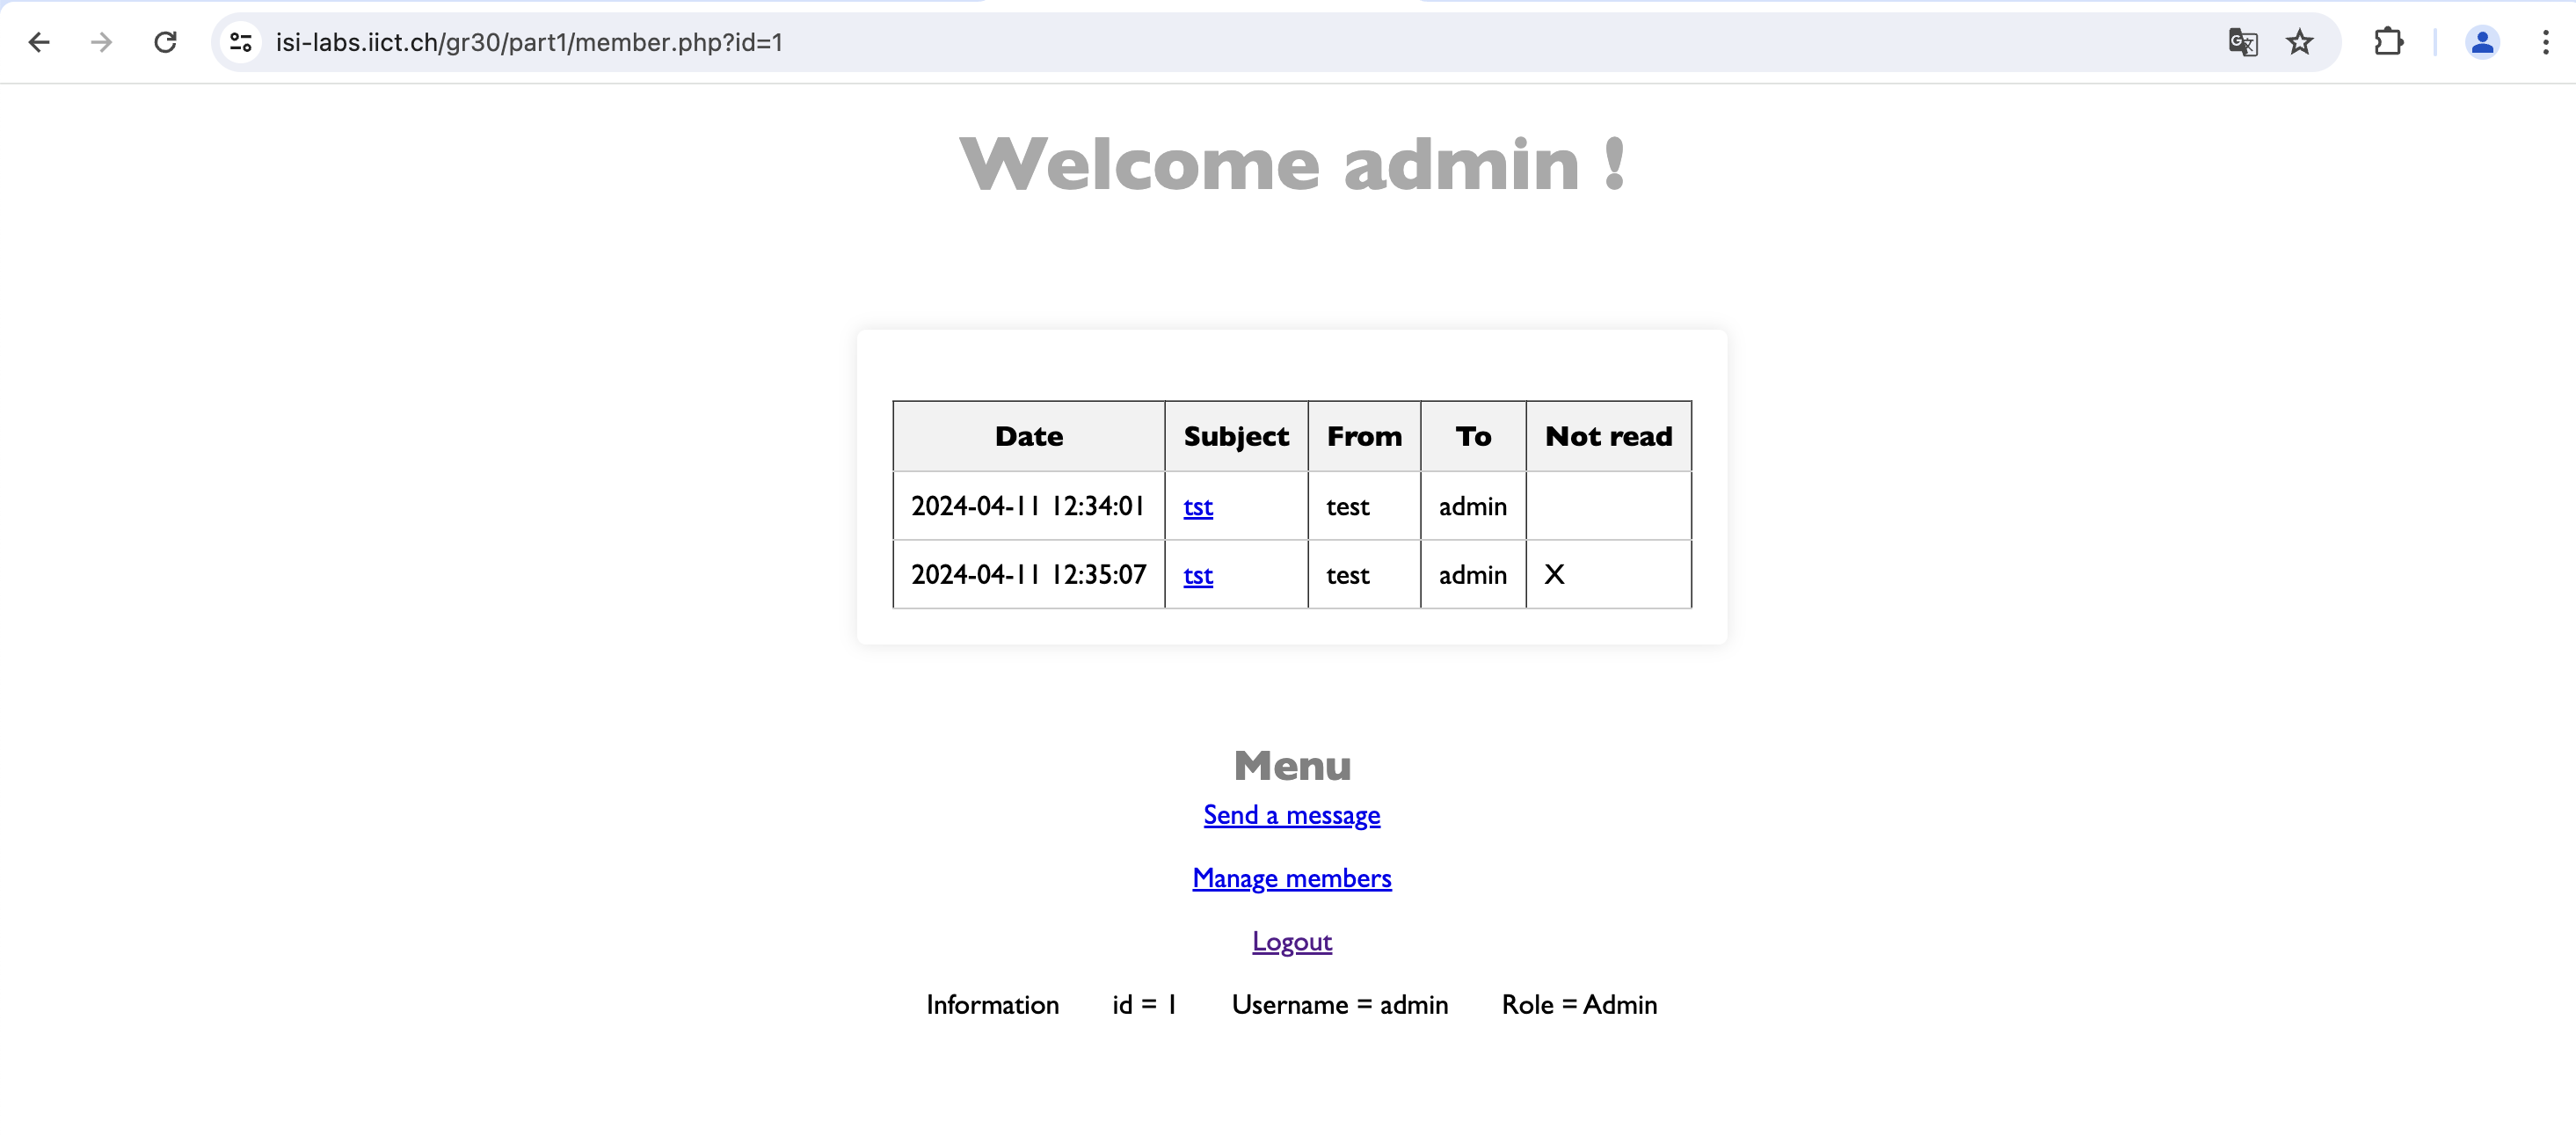 isi-labs.iict.ch/gr30/part1/member.php?id=1
Welcome admin !
Date Subject From To Not read
2024-04-11 12:34:01 tst test admin
2024-04-11 12:35:07 tst test admin X
Menu
Send a message
Manage members
Logout
Information id = 1 Username = admin Role = Admin